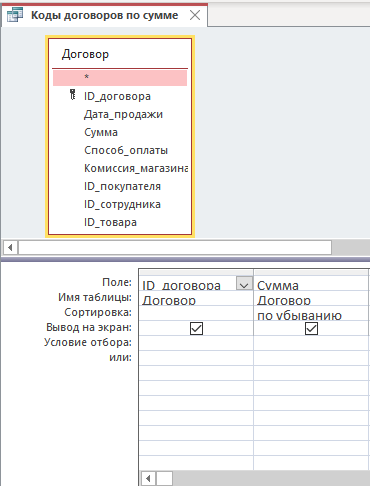 Коды договоров по сумме
Договор
*
ID_договора
Дата_продажи
Сумма
Способ_оплаты
Комиссия_магазина
ID_покупателя
ID_сотрудника
ID_товара
Поле: ID_договора Сумма
Имя таблицы: Договор Договор
Сортировка: по убыванию
Вывод на экран:
Условие отбора:
или: